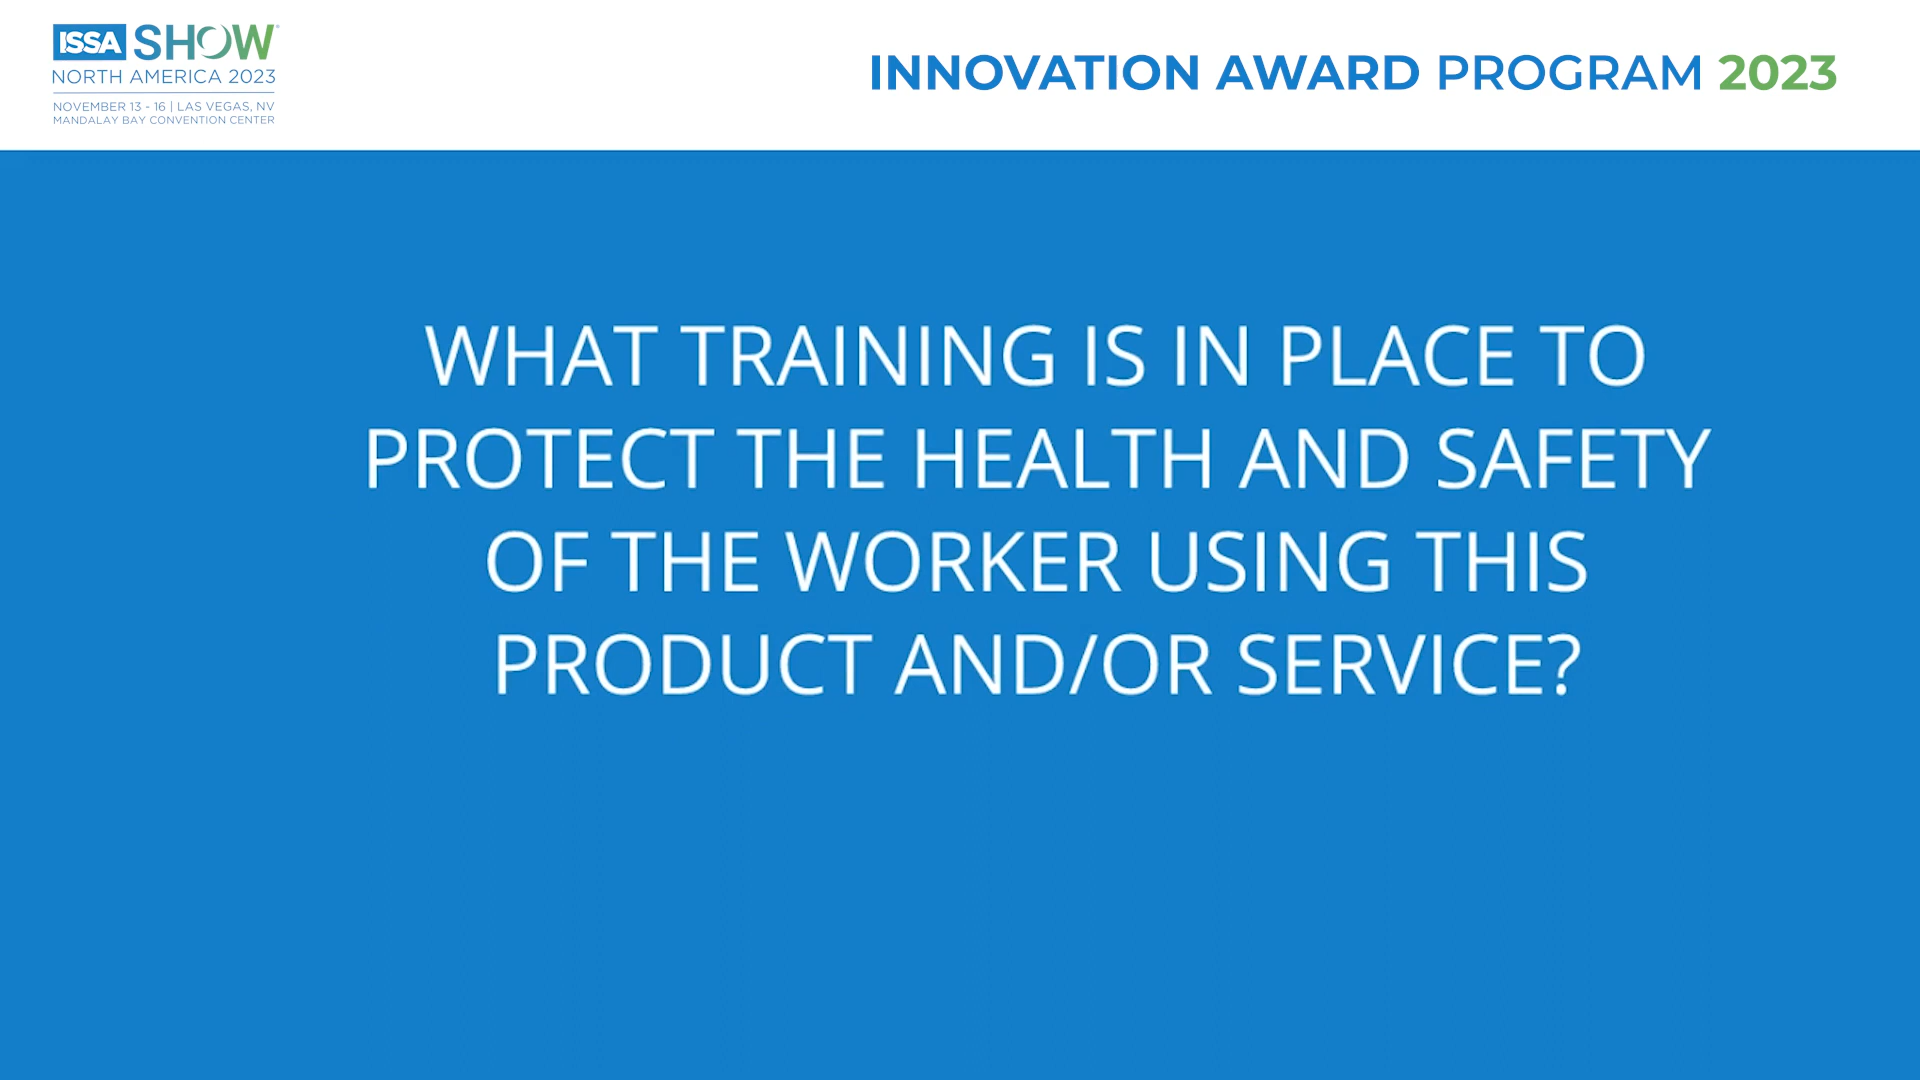 ISSA SHOW
NORTH AMERICA 2023
NOVEMBER 13 - 16 | LAS VEGAS, NV
MANDALAY BAY CONVENTION CENTER
INNOVATION AWARD PROGRAM 2023
WHAT TRAINING IS IN PLACE TO
PROTECT THE HEALTH AND SAFETY
OF THE WORKER USING THIS
PRODUCT AND/OR SERVICE?